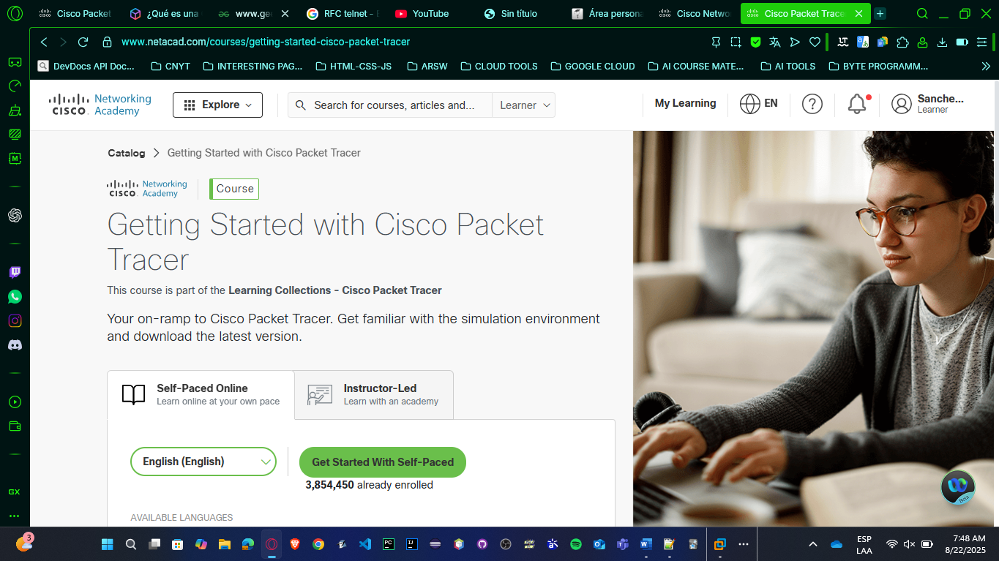 Cisco Packet
¿Qué es una
www.gee
RFC telnet -
YouTube
Sin título
Área persona
Cisco Netwo
Cisco Packet Trace
www.netacad.com/courses/getting-started-cisco-packet-tracer
DevDocs API Doc...
CNYT
INTERESTING PAG...
HTML-CSS-JS
ARSW
CLOUD TOOLS
GOOGLE CLOUD
AI COURSE MATE...
AI TOOLS
BYTE PROGRAMM...
CISCO
Networking
Academy
Explore
Search for courses, articles and...
Learner
My Learning
EN
Sanche...
Learner
Catalog
Getting Started with Cisco Packet Tracer
CISCO
Networking
Academy
Course
Getting Started with Cisco Packet
Tracer
This course is part of the Learning Collections - Cisco Packet Tracer
Your on-ramp to Cisco Packet Tracer. Get familiar with the simulation environment
and download the latest version.
Self-Paced Online
Learn online at your own pace
Instructor-Led
Learn with an academy
English (English)
Get Started With Self-Paced
3,854,450 already enrolled
AVAILABLE LANGUAGES
Beta
GX
3
ESP
LAA
7:48 AM
8/22/2025